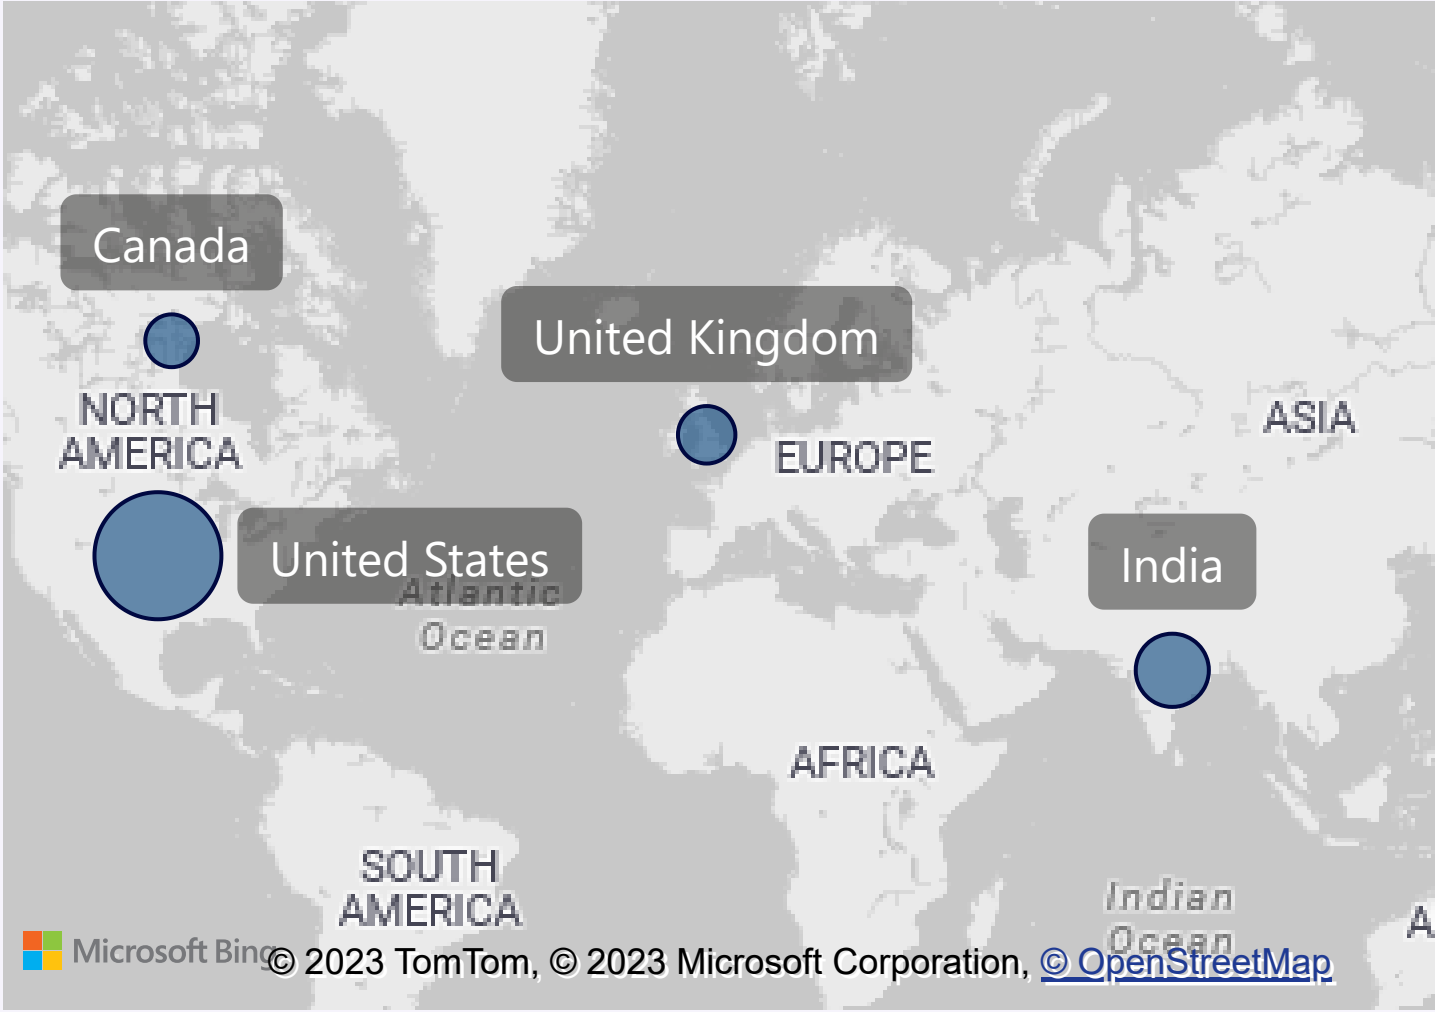 Canada
United Kingdom
NORTH
AMERICA
ASIA
EUROPE
United States
India
Atlantic
Ocean
AFRICA
SOUTH
AMERICA
Indian
Ocean
A
Microsoft Bing
© 2023 TomTom, © 2023 Microsoft Corporation, © OpenStreetMap